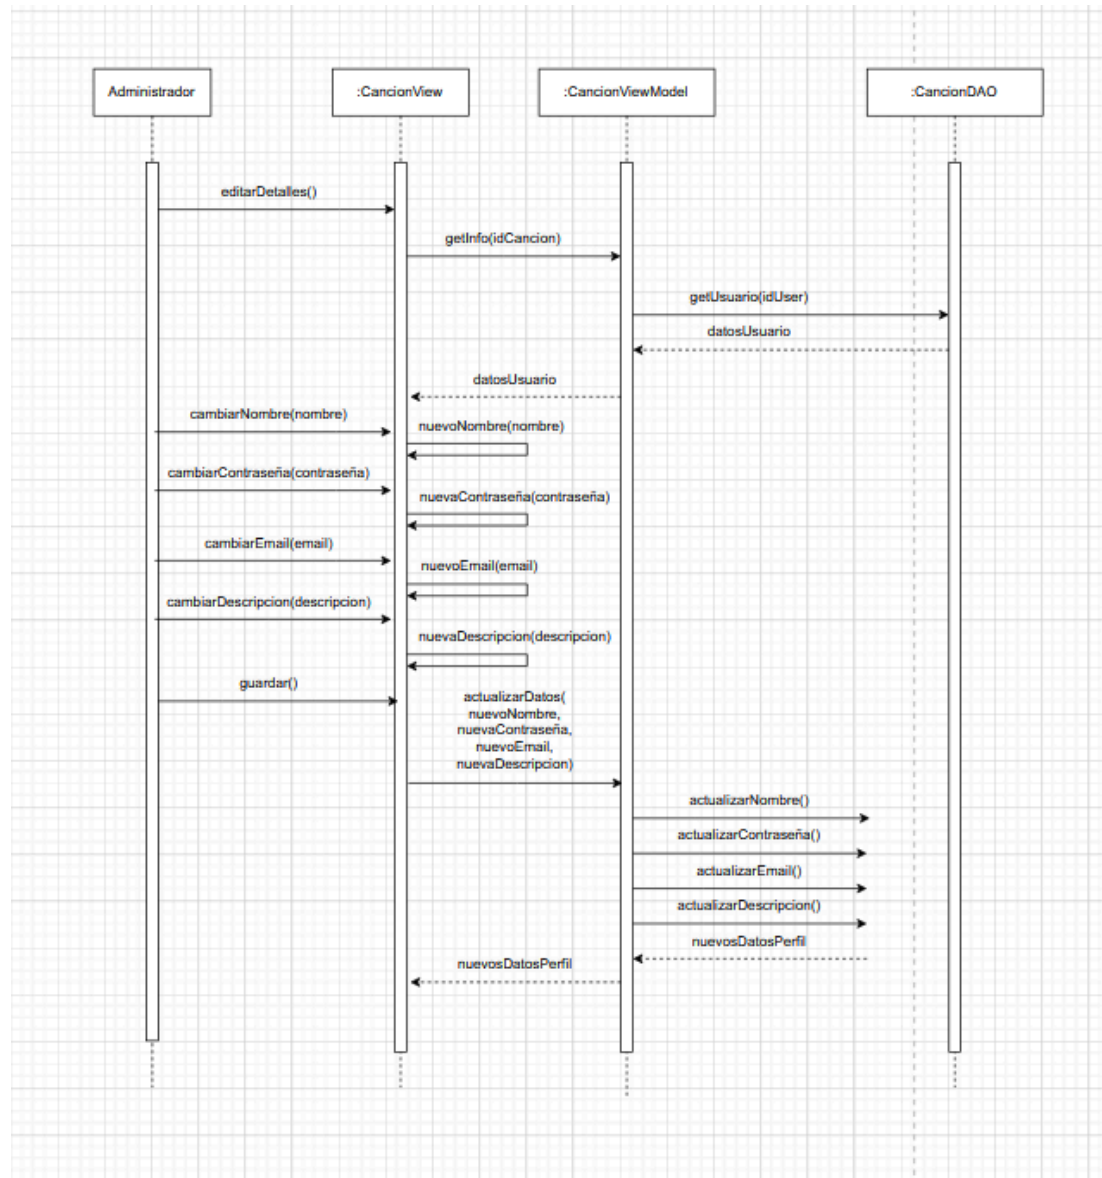 Administrador
:CancionView
:CancionViewModel
:CancionDAO
editarDetalles()
getInfo(idCancion)
getUsuario(idUser)
datosUsuario
datosUsuario
cambiarNombre(nombre)
nuevoNombre(nombre)
cambiarContraseña(contraseña)
nuevaContraseña(contraseña)
cambiarEmail(email)
nuevoEmail(email)
cambiarDescripcion(descripcion)
nuevaDescripcion(descripcion)
guardar()
actualizarDatos(
nuevoNombre,
nuevaContraseña,
nuevoEmail,
nuevaDescripcion)
actualizarNombre()
actualizarContraseña()
actualizarEmail()
actualizarDescripcion()
nuevosDatosPerfil
nuevosDatosPerfil